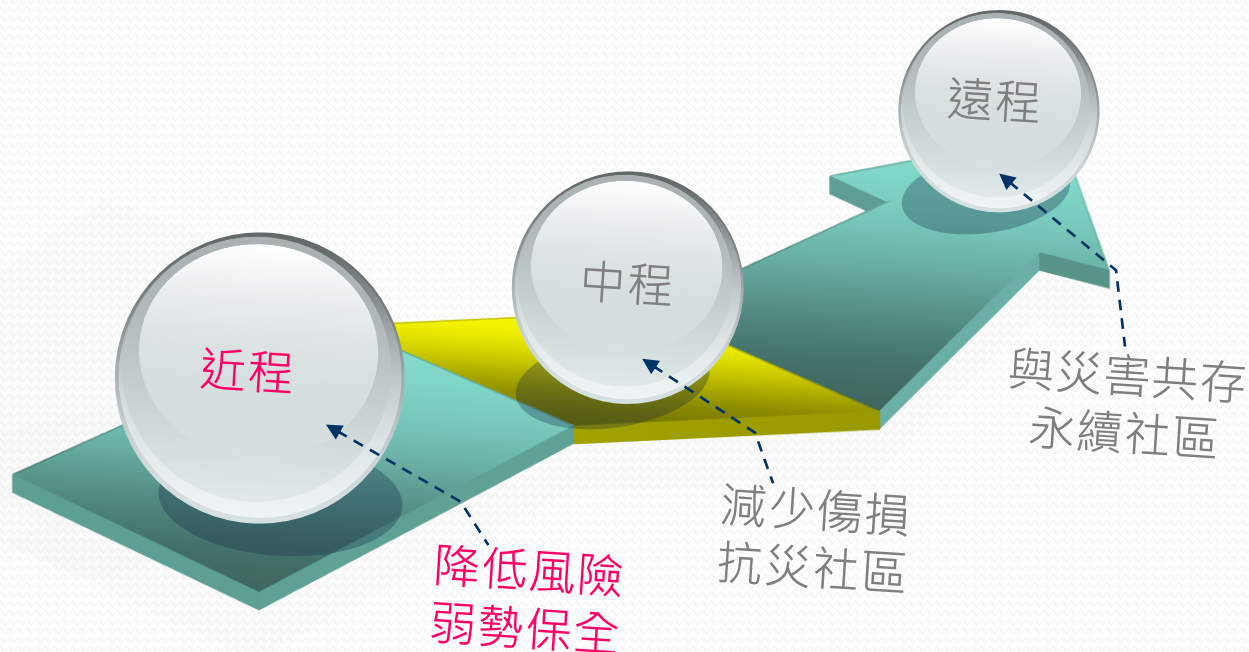 近程
降低風險
弱勢保全
中程
減少傷損
抗災社區
遠程
與災害共存
永續社區